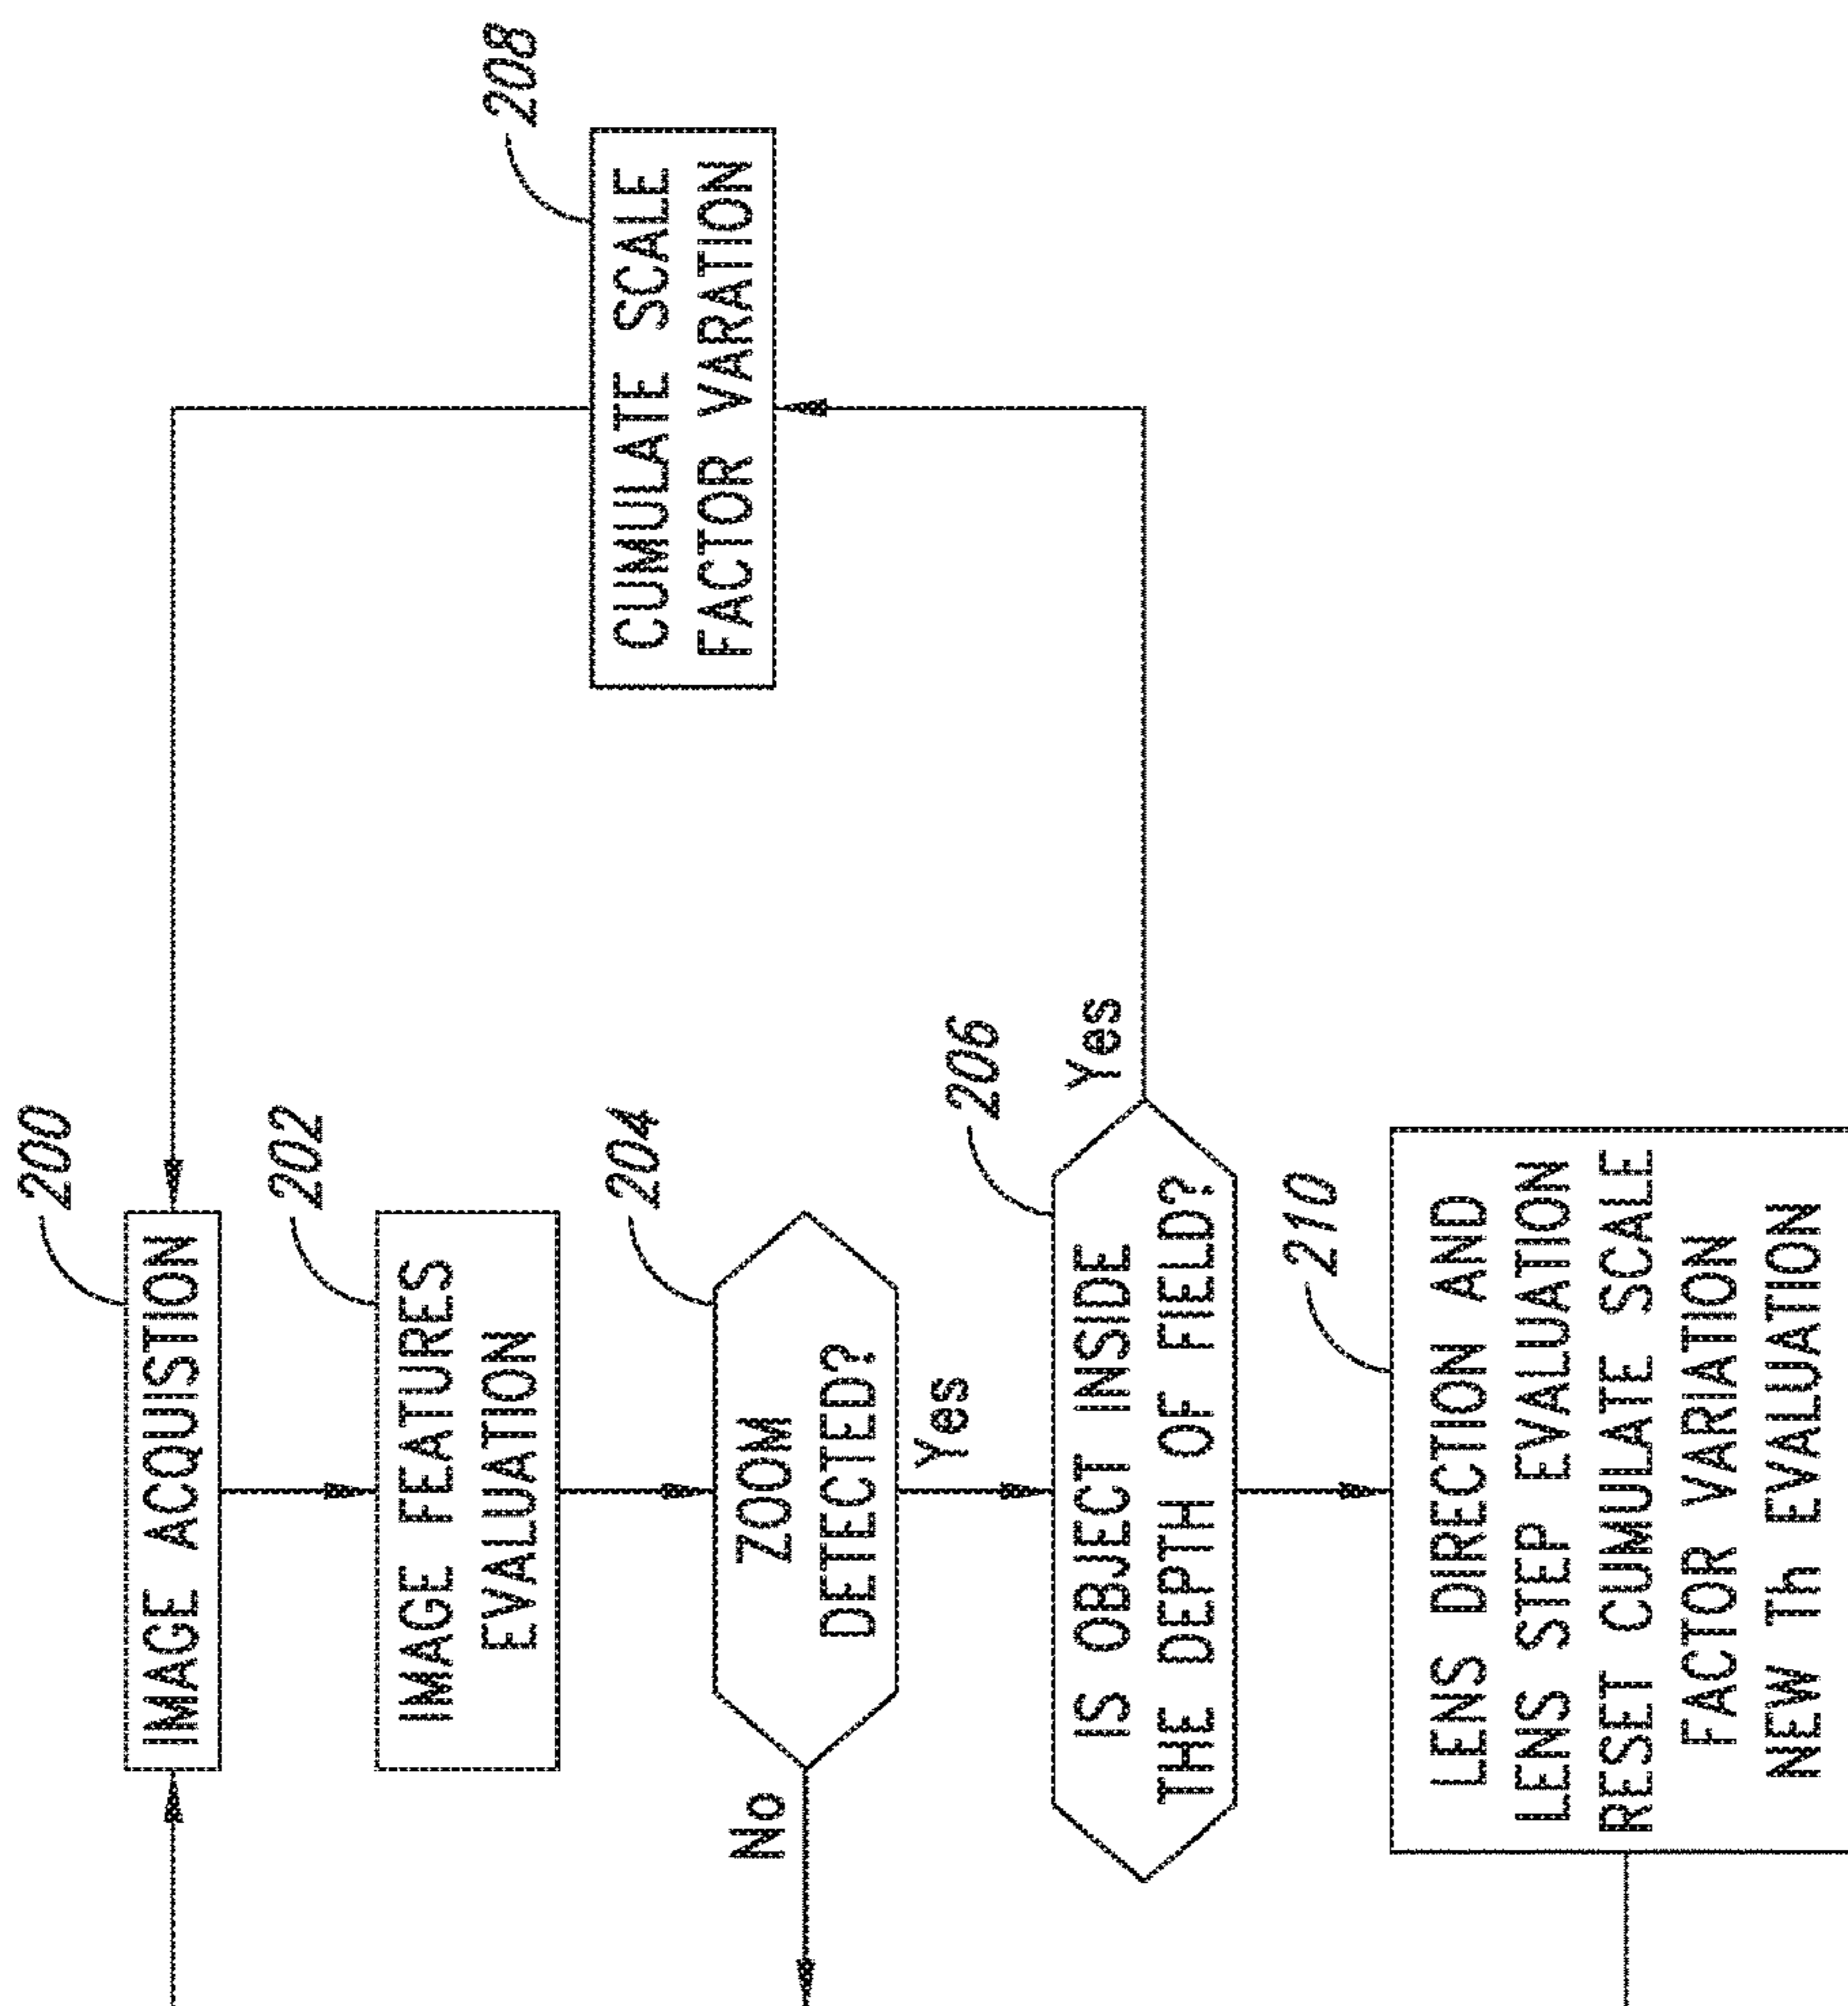 200
IMAGE ACQUISTION
202
IMAGE FEATURES
EVALUATION
204
ZOOM
DETECTED?
No
Yes
206
IS OBJECT INSIDE
THE DEPTH OF FIELD?
Yes
208
CUMULATE SCALE
FACTOR VARATION
210
LENS DIRECTION AND
LENS STEP EVALUATION
RESET CUMULATE SCALE
FACTOR VARIATION
NEW Th EVALUATION